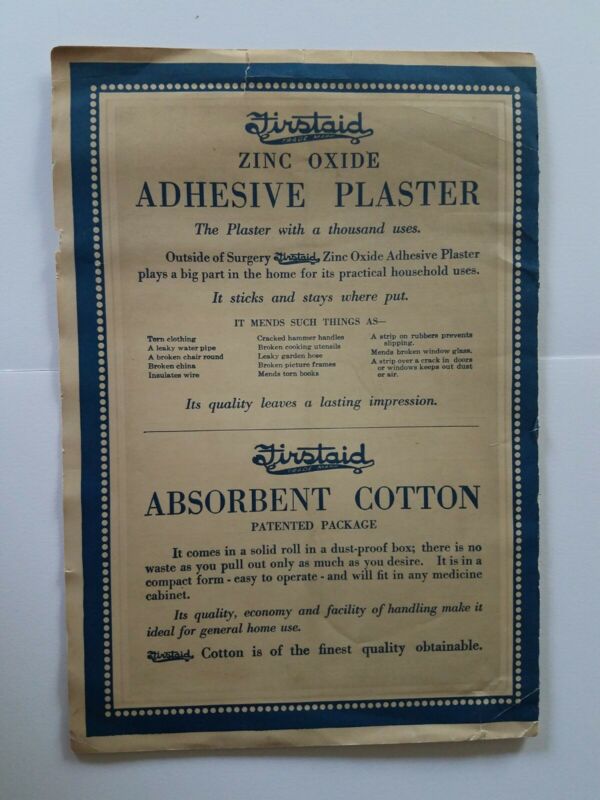 Firstaid
TRADE MARK
ZINC OXIDE
ADHESIVE PLASTER
The Plaster with a thousand uses.
Outside of Surgery Firstaid Zinc Oxide Adhesive Plaster
plays a big part in the home for its practical household uses.
It sticks and stays where put.
IT MENDS SUCH THINGS AS—
Torn clothing
A leaky water pipe
A broken chair round
Broken china
Insulates wire
Cracked hammer handles
Broken cooking utensils
Leaky garden hose
Broken picture frames
Mends torn books
A strip on rubbers prevents
slipping.
Mends broken window glass.
A strip over a crack in doors
or windows keeps out dust
or air.
Its quality leaves a lasting impression.
Firstaid
TRADE MARK
ABSORBENT COTTON
PATENTED PACKAGE
It comes in a solid roll in a dust-proof box; there is no
waste as you pull out only as much as you desire. It is in a
compact form - easy to operate - and will fit in any medicine
cabinet.
Its quality, economy and facility of handling make it
ideal for general home use.
Firstaid Cotton is of the finest quality obtainable.